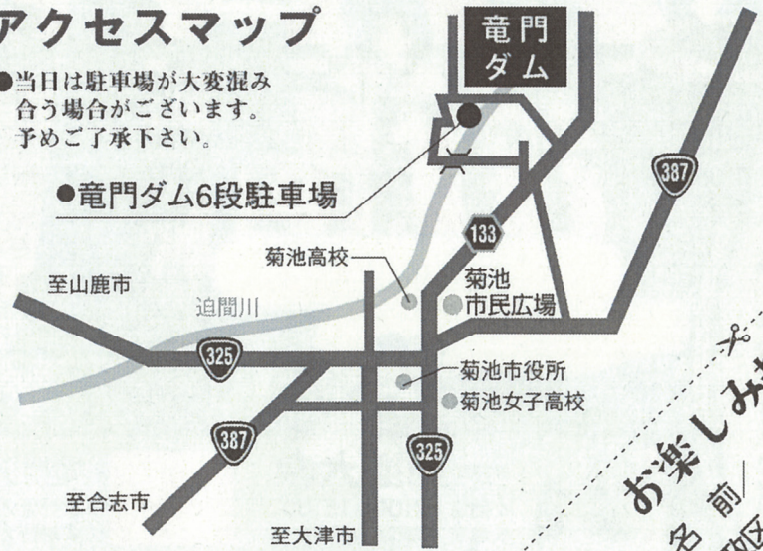 アクセスマップ
●当日は駐車場が大変混み
合う場合がございます。
予めご了承下さい。
竜門
ダム
●竜門ダム6段駐車場
387
133
菊池高校
菊池
市民広場
至山鹿市
迫間川
325
菊池市役所
菊池女子高校
387
325
至合志市
至大津市
お楽しみ
名前